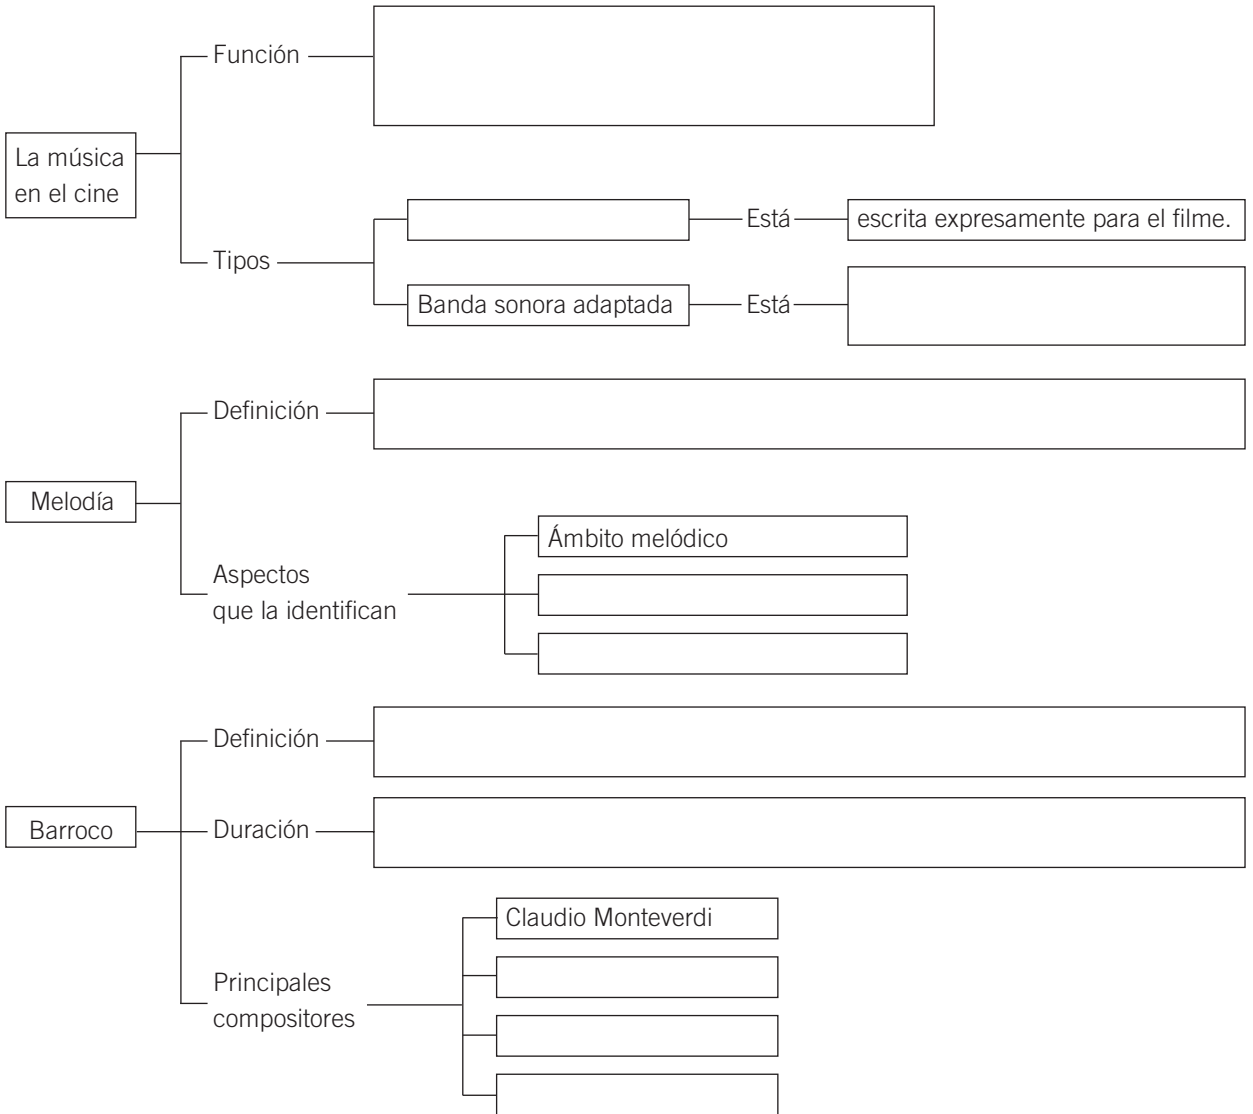 Función
La música
en el cine
Tipos
Está
escrita expresamente para el filme.
Banda sonora adaptada
Está
Definición
Melodía
Aspectos
que la identifican
Ámbito melódico
Definición
Barroco
Duración
Principales
compositores
Claudio Monteverdi